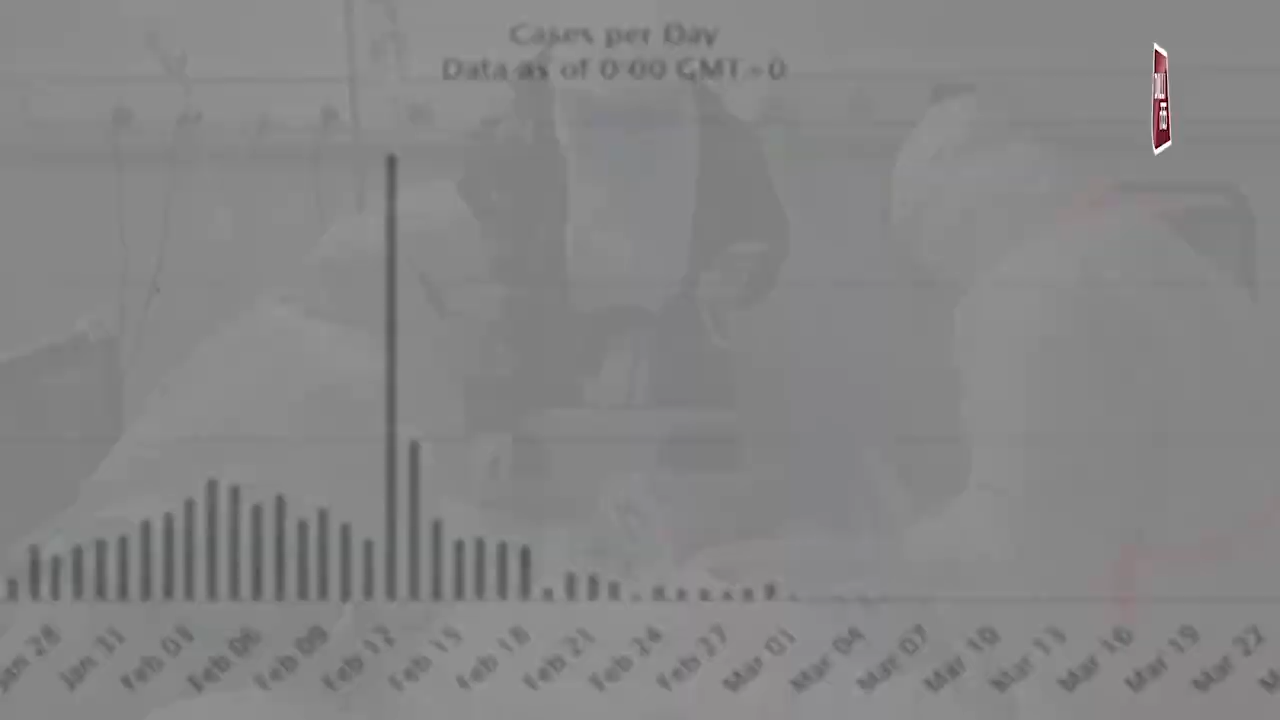 Cases per Day
Data as of 0:00 GMT+0
Jan 28
Jan 31
Feb 03
Feb 06
Feb 09
Feb 12
Feb 15
Feb 18
Feb 21
Feb 24
Feb 27
Mar 01
Mar 04
Mar 07
Mar 10
Mar 13
Mar 16
Mar 19
Mar 22